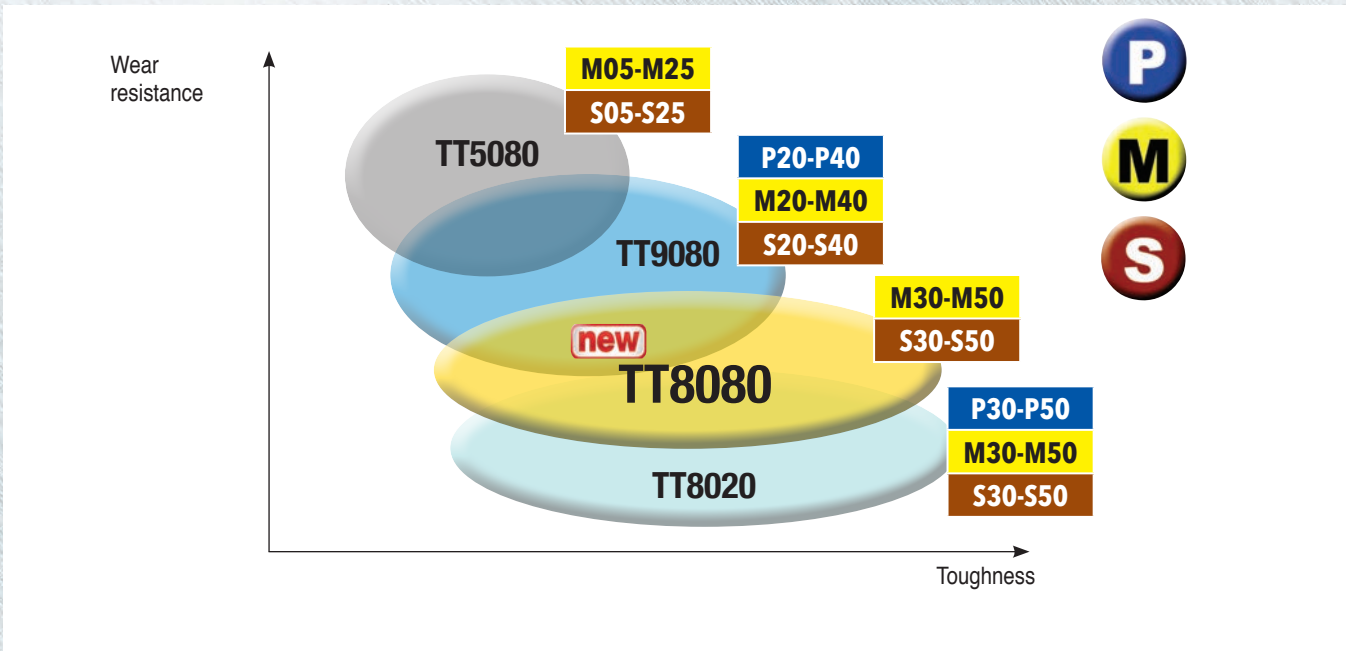 Wear
resistance
M05-M25
S05-S25
P
TT5080
P20-P40
M20-M40
S20-S40
M
TT9080
S
M30-M50
S30-S50
new
TT8080
P30-P50
M30-M50
S30-S50
TT8020
Toughness